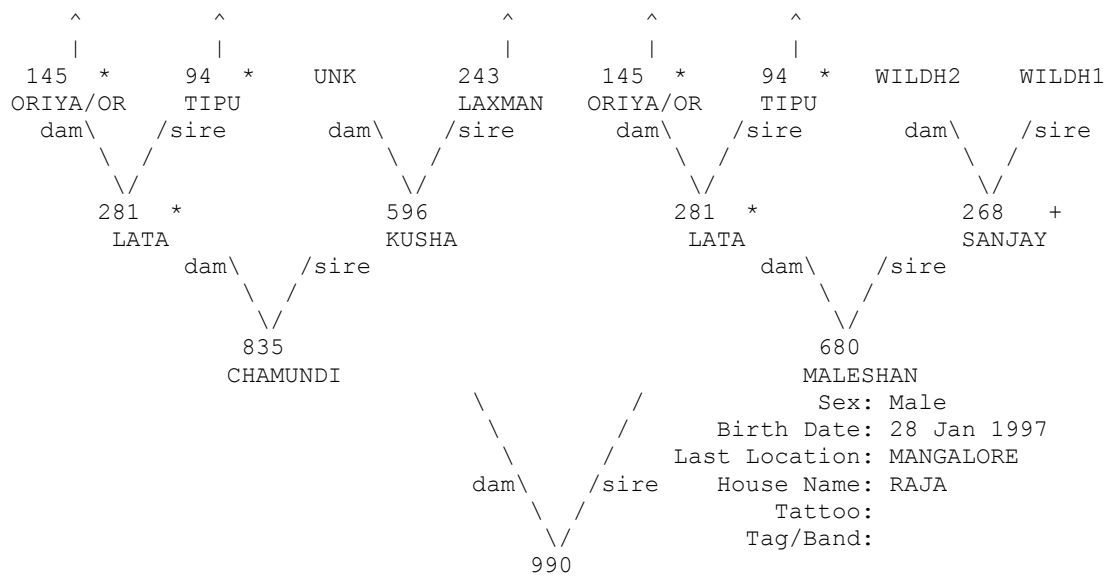 ^ ^ ^ ^ ^
| | | | |
145 * 94 * UNK 243 145 * 94 * WILDH2 WILDH1
ORIYA/OR TIPU LAXMAN ORIYA/OR TIPU
dam\ /sire dam\ /sire dam\ /sire dam\ /sire
\ / \ / \ / \ /
\/ \/ \/ \/
281 * 596 281 * 268 +
LATA KUSHA LATA SANJAY
dam\ /sire dam\ /sire
\ / \ /
\/ \/
835 680
CHAMUNDI MALESHAN
\ / Sex: Male
\ / Birth Date: 28 Jan 1997
\ / Last Location: MANGALORE
dam\ /sire House Name: RAJA
\ / Tattoo:
\/ Tag/Band:
990